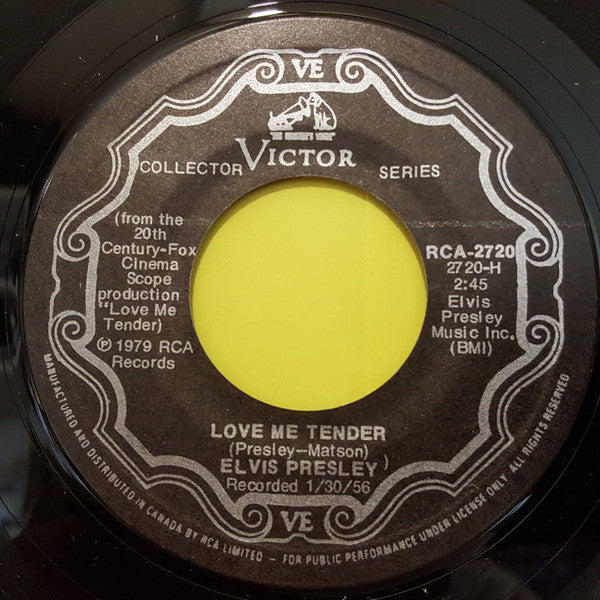 VE
"HIS MASTER'S VOICE"
COLLECTOR VICTOR SERIES
(from the
20th
Century-Fox
Cinema
Scope
production
"Love Me
Tender)
Ⓟ 1979 RCA
Records
RCA-2720
2720-H
2:45
Elvis
Presley
Music Inc.
(BMI)
LOVE ME TENDER
(Presley—Matson)
ELVIS PRESLEY
Recorded 1/30/56
VE
MANUFACTURED AND DISTRIBUTED IN CANADA BY RCA LIMITED – FOR PUBLIC PERFORMANCE UNDER LICENSE ONLY. ALL RIGHTS RESERVED